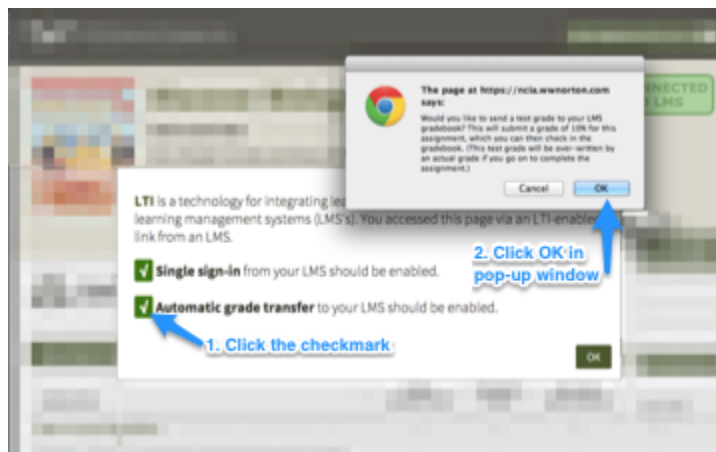 The page at https://ncia.wwnorton.com
says:
Would you like to send a test grade to your LMS
gradebook? This will submit a grade of 10% for this
assignment, which you can then check in the
gradebook. (This test grade will be over-written by
an actual grade if you go on to complete the
assignment.)
Cancel OK
NNECTED
LMS
LTI is a technology for integrating
learning management systems (LMS's). You accessed this page via an LTI-enabled
link from an LMS.
2. Click OK in
pop-up window
√ Single sign-in from your LMS should be enabled.
√ Automatic grade transfer to your LMS should be enabled.
1. Click the checkmark
OK